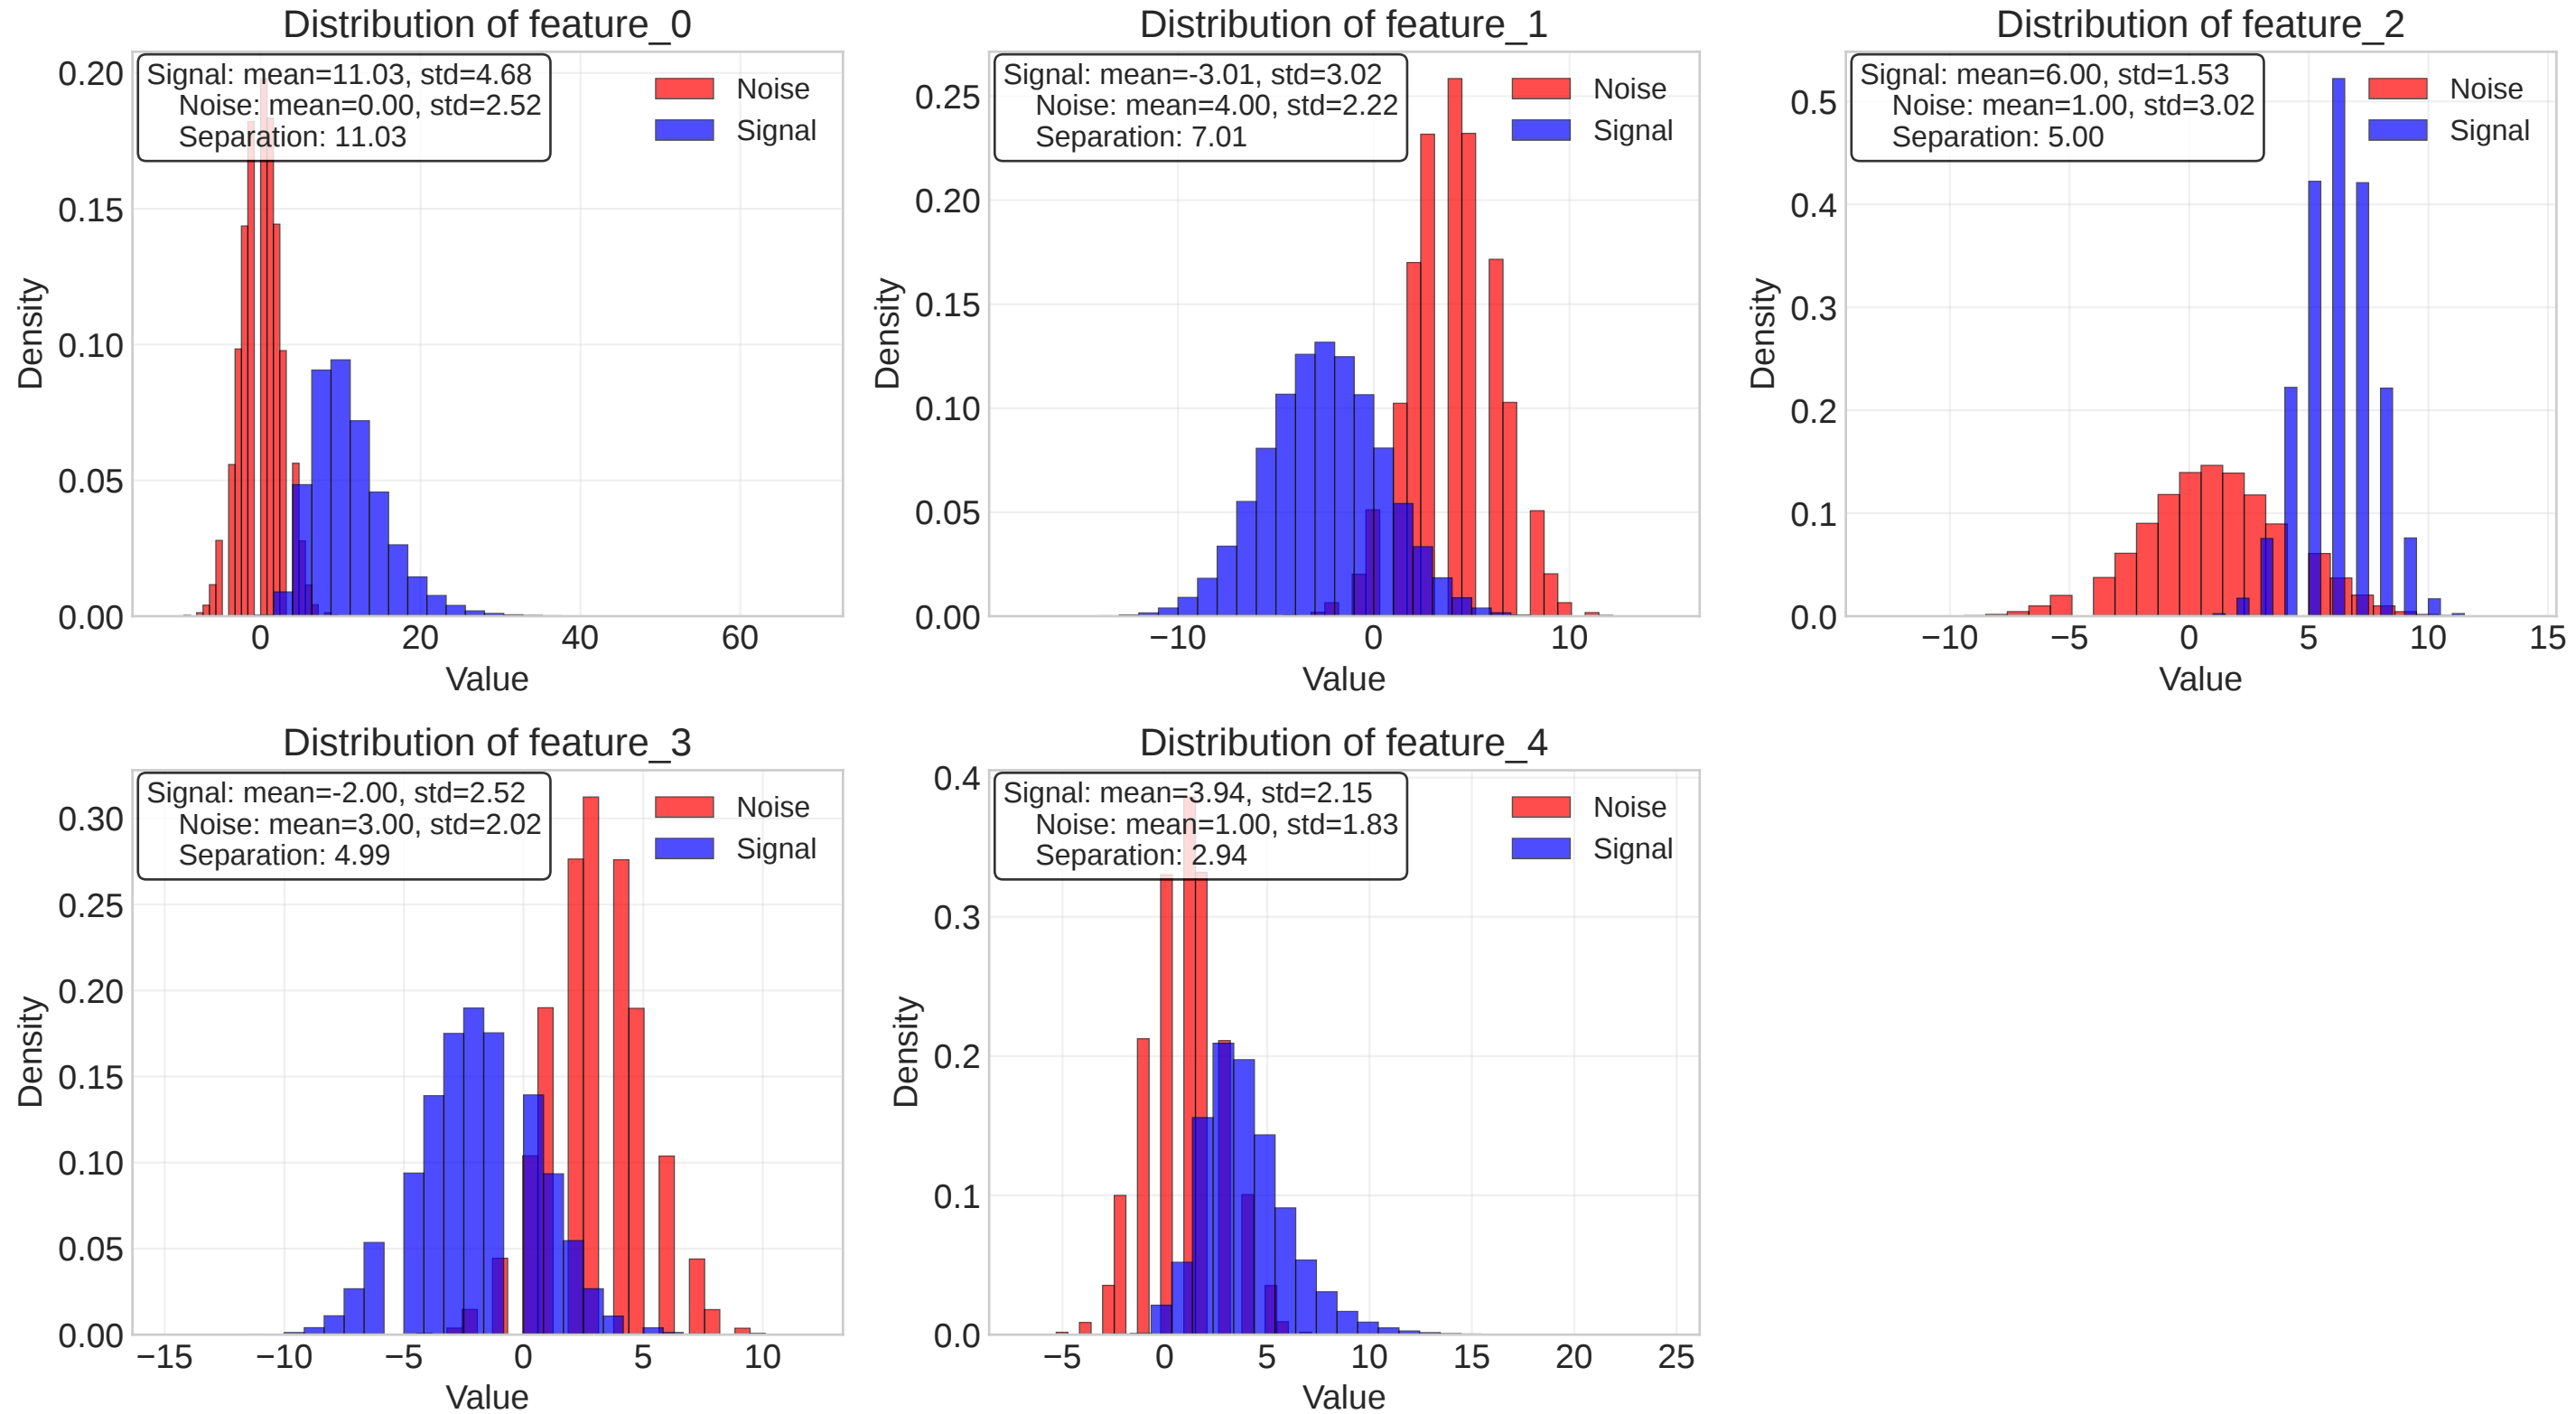 Distribution of feature_0
Signal: mean=11.03, std=4.68
Noise: mean=0.00, std=2.52
Separation: 11.03
Noise
Signal
0.20
0.15
0.10
0.05
0.00
Density
0
20
40
60
Value
Distribution of feature_1
Signal: mean=-3.01, std=3.02
Noise: mean=4.00, std=2.22
Separation: 7.01
Noise
Signal
0.25
0.20
0.15
0.10
0.05
0.00
Density
−10
0
10
Value
Distribution of feature_2
Signal: mean=6.00, std=1.53
Noise: mean=1.00, std=3.02
Separation: 5.00
Noise
Signal
0.5
0.4
0.3
0.2
0.1
0.0
Density
−10
−5
0
5
10
15
Value
Distribution of feature_3
Signal: mean=-2.00, std=2.52
Noise: mean=3.00, std=2.02
Separation: 4.99
Noise
Signal
0.30
0.25
0.20
0.15
0.10
0.05
0.00
Density
−15
−10
−5
0
5
10
Value
Distribution of feature_4
Signal: mean=3.94, std=2.15
Noise: mean=1.00, std=1.83
Separation: 2.94
Noise
Signal
0.4
0.3
0.2
0.1
0.0
Density
−5
0
5
10
15
20
25
Value